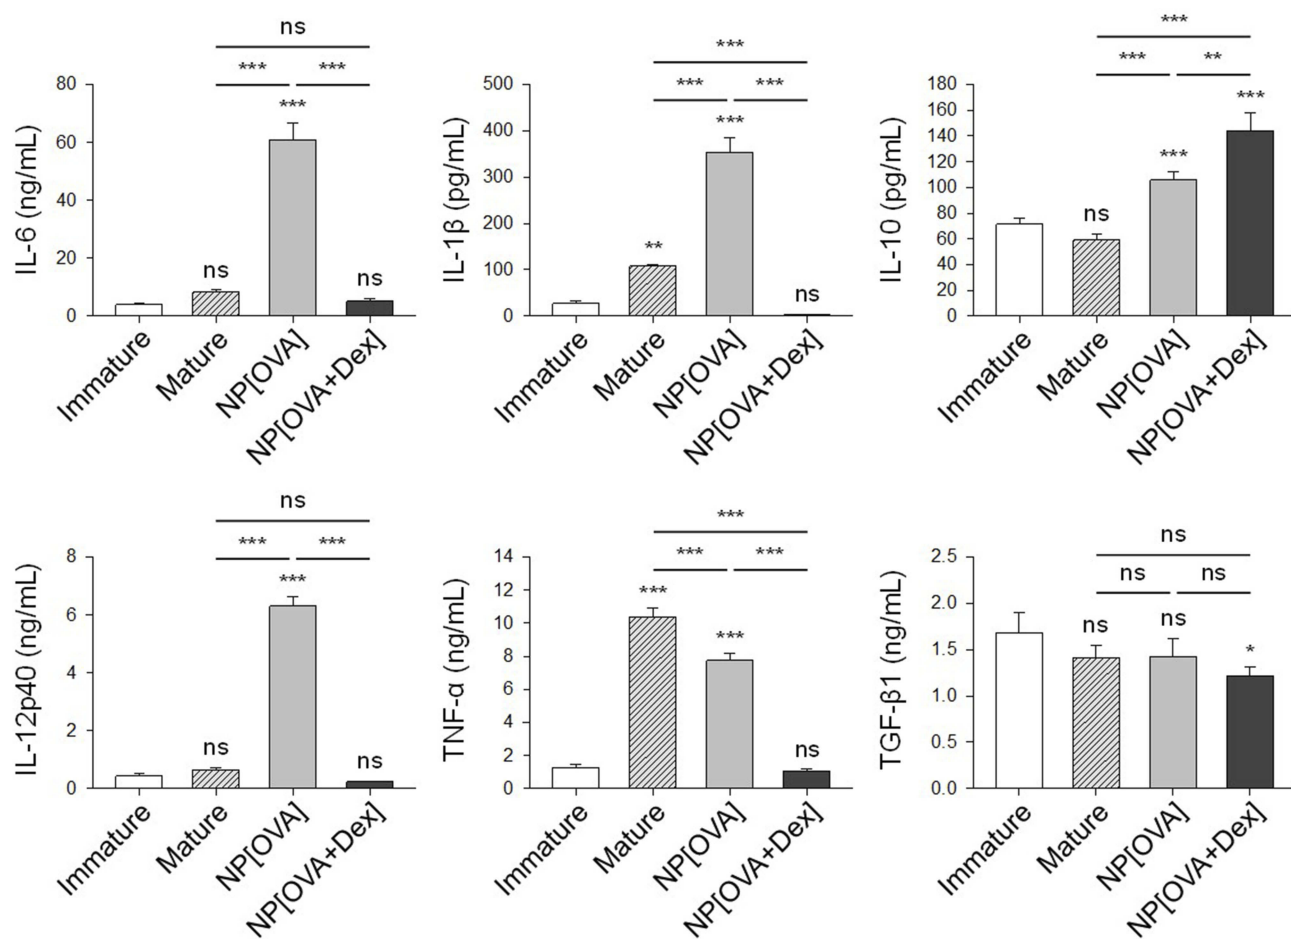 ns
*** ***
***
ns
ns
IL-6 (ng/mL)
80
60
40
20
0
Immature
Mature
NP[OVA]
NP[OVA+Dex]
***
*** ***
***
**
ns
IL-1β (pg/mL)
500
400
300
200
100
0
Immature
Mature
NP[OVA]
NP[OVA+Dex]
***
*** **
***
***
ns
IL-10 (pg/mL)
180
160
140
120
100
80
60
40
20
0
Immature
Mature
NP[OVA]
NP[OVA+Dex]
ns
*** ***
***
ns
ns
IL-12p40 (ng/mL)
8
6
4
2
0
Immature
Mature
NP[OVA]
NP[OVA+Dex]
***
*** ***
***
***
ns
TNF-α (ng/mL)
14
12
10
8
6
4
2
0
Immature
Mature
NP[OVA]
NP[OVA+Dex]
ns
ns ns
ns
ns
*
TGF-β1 (ng/mL)
2.5
2.0
1.5
1.0
0.5
0.0
Immature
Mature
NP[OVA]
NP[OVA+Dex]